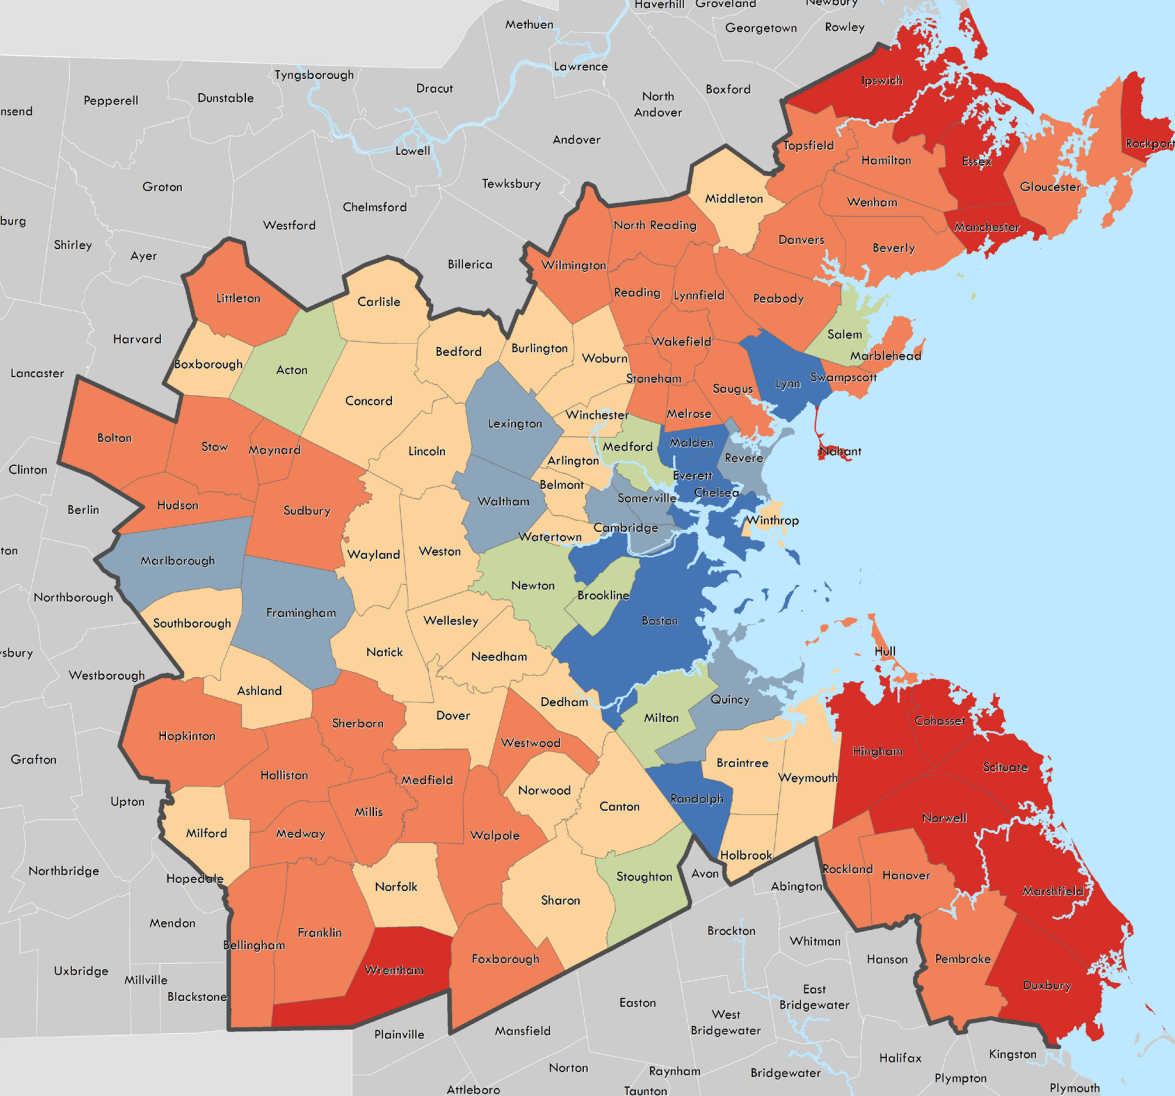 Haverhill
Groveland
Newbury
Methuen
Georgetown
Rowley
Lawrence
Tyngsborough
Ipswich
Dracut
Boxford
Pepperell
Dunstable
North
Andover
nsend
Andover
Rockport
Lowell
Topsfield
Hamilton
Essex
Tewksbury
Groton
Gloucester
Middleton
Wenham
Chelmsford
burg
Westford
North Reading
Manchester
Shirley
Danvers
Beverly
Ayer
Billerica
Wilmington
Littleton
Carlisle
Reading
Lynnfield
Peabody
Harvard
Salem
Wakefield
Burlington
Bedford
Marblehead
Woburn
Boxborough
Acton
Lancaster
Stoneham
Swampscott
Lynn
Saugus
Concord
Winchester
Melrose
Lexington
Bolton
Stow
Maynard
Medford
Malden
Lincoln
Nahant
Revere
Arlington
Clinton
Everett
Belmont
Chelsea
Somerville
Waltham
Hudson
Berlin
Sudbury
Winthrop
Cambridge
Watertown
ton
Weston
Wayland
Marlborough
Newton
Brookline
Northborough
Framingham
Southborough
Wellesley
Boston
sbury
Natick
Needham
Hull
Westborough
Ashland
Dedham
Quincy
Dover
Milton
Sherborn
Cohasset
Hopkinton
Westwood
Hingham
Grafton
Braintree
Scituate
Holliston
Medfield
Weymouth
Norwood
Upton
Randolph
Canton
Millis
Norwell
Milford
Medway
Walpole
Holbrook
Northbridge
Rockland
Avon
Hanover
Stoughton
Hopedale
Norfolk
Abington
Marshfield
Sharon
Mendon
Brockton
Franklin
Whitman
Bellingham
Hanson
Pembroke
Foxborough
Uxbridge
Wrentham
Millville
Duxbury
East
Bridgewater
Blackstone
Easton
West
Bridgewater
Mansfield
Plainville
Kingston
Halifax
Norton
Raynham
Bridgewater
Plympton
Plymouth
Attleboro
Taunton